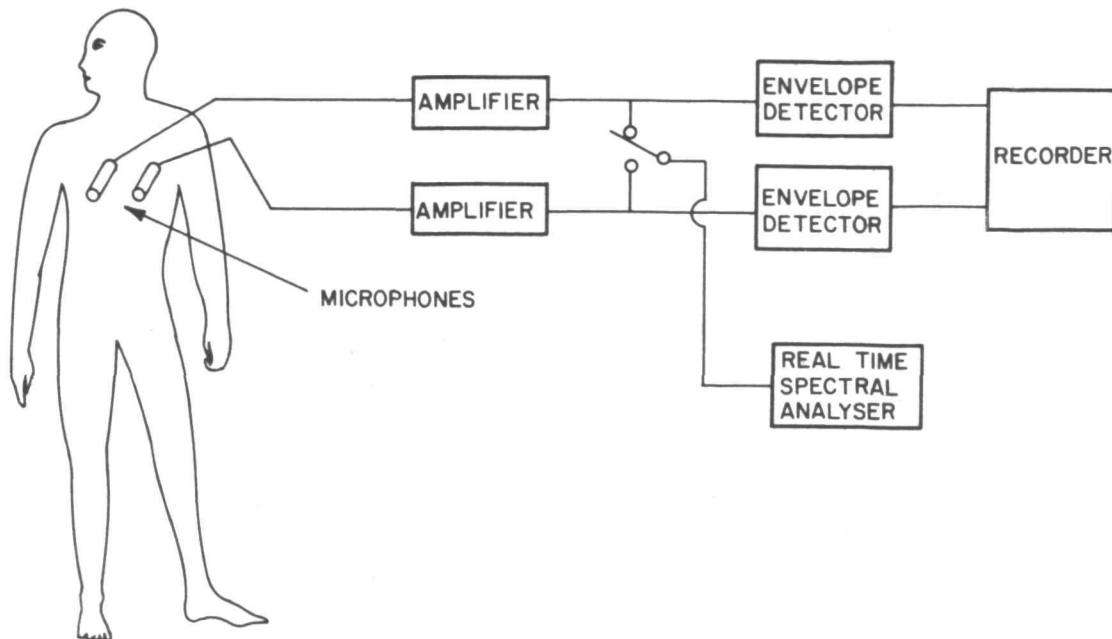 AMPLIFIER
ENVELOPE
DETECTOR
RECORDER
AMPLIFIER
ENVELOPE
DETECTOR
MICROPHONES
REAL TIME
SPECTRAL
ANALYSER